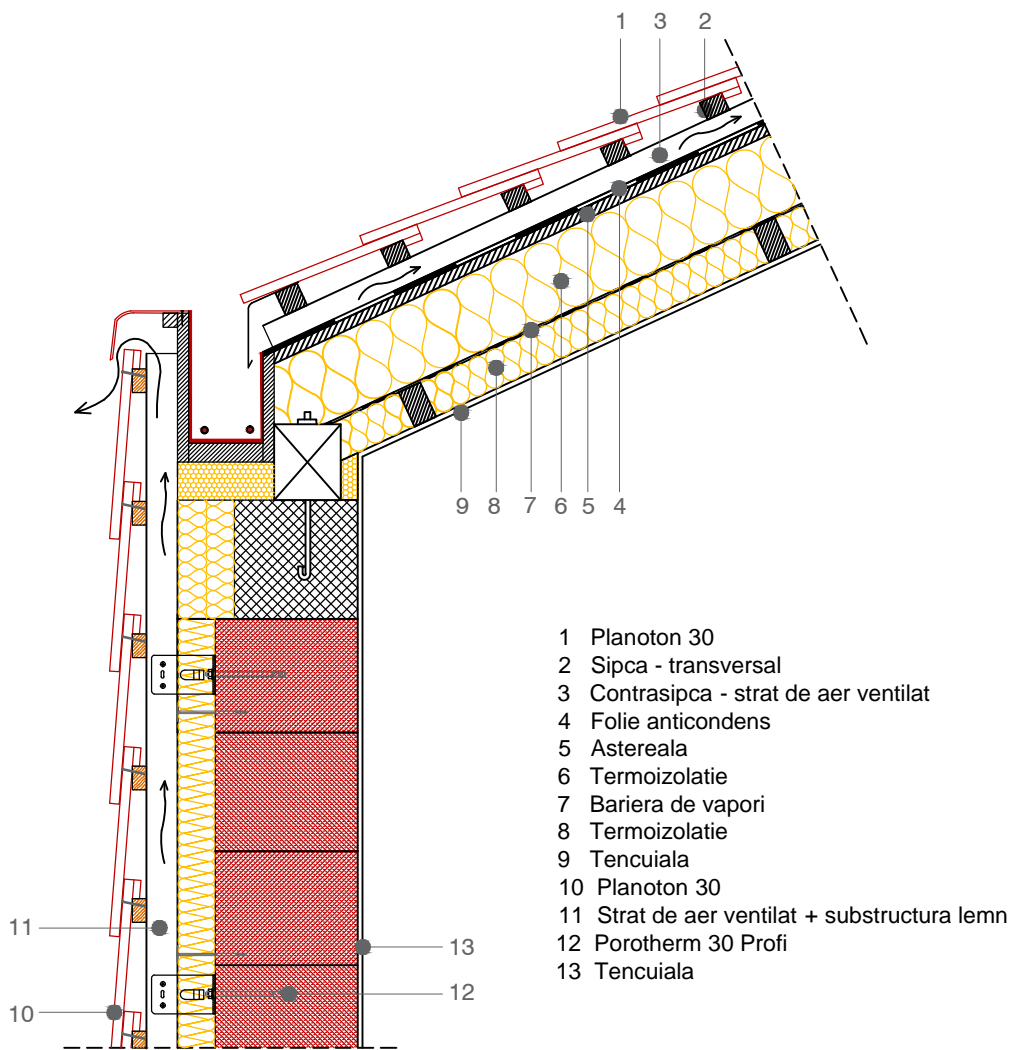 1 3 2
9 8 7 6 5 4
1 Planoton 30
2 Sipca - transversal
3 Contrasipca - strat de aer ventilat
4 Folie anticondens
5 Astereala
6 Termoizolatie
7 Bariera de vapori
8 Termoizolatie
9 Tencuiala
10 Planoton 30
11 Strat de aer ventilat + substructura lemn
12 Porotherm 30 Profi
13 Tencuiala
11
13
12
10